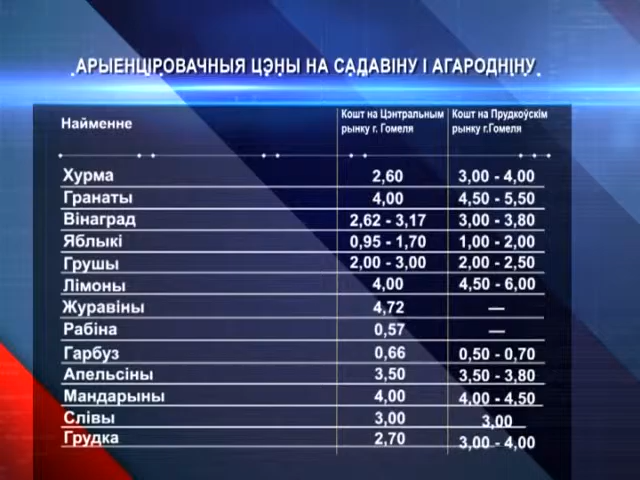 АРЫЕНЦІРОВАЧНЫЯ ЦЭНЫ НА САДАВІНУ І АГАРОДНІНУ
Найменне Кошт на Цэнтральным рынку г. Гомеля Кошт на Прудкоўскім рынку г.Гомеля
Хурма 2,60 3,00 - 4,00
Гранаты 4,00 4,50 - 5,50
Вінаград 2,62 - 3,17 3,00 - 3,80
Яблыкі 0,95 - 1,70 1,00 - 2,00
Грушы 2,00 - 3,00 2,00 - 2,50
Лімоны 4,00 4,50 - 6,00
Журавіны 4,72 —
Рабіна 0,57 —
Гарбуз 0,66 0,50 - 0,70
Апельсіны 3,50 3,50 - 3,80
Мандарыны 4,00 4,00 - 4,50
Слівы 3,00 3,00
Грудка 2,70 3,00 - 4,00